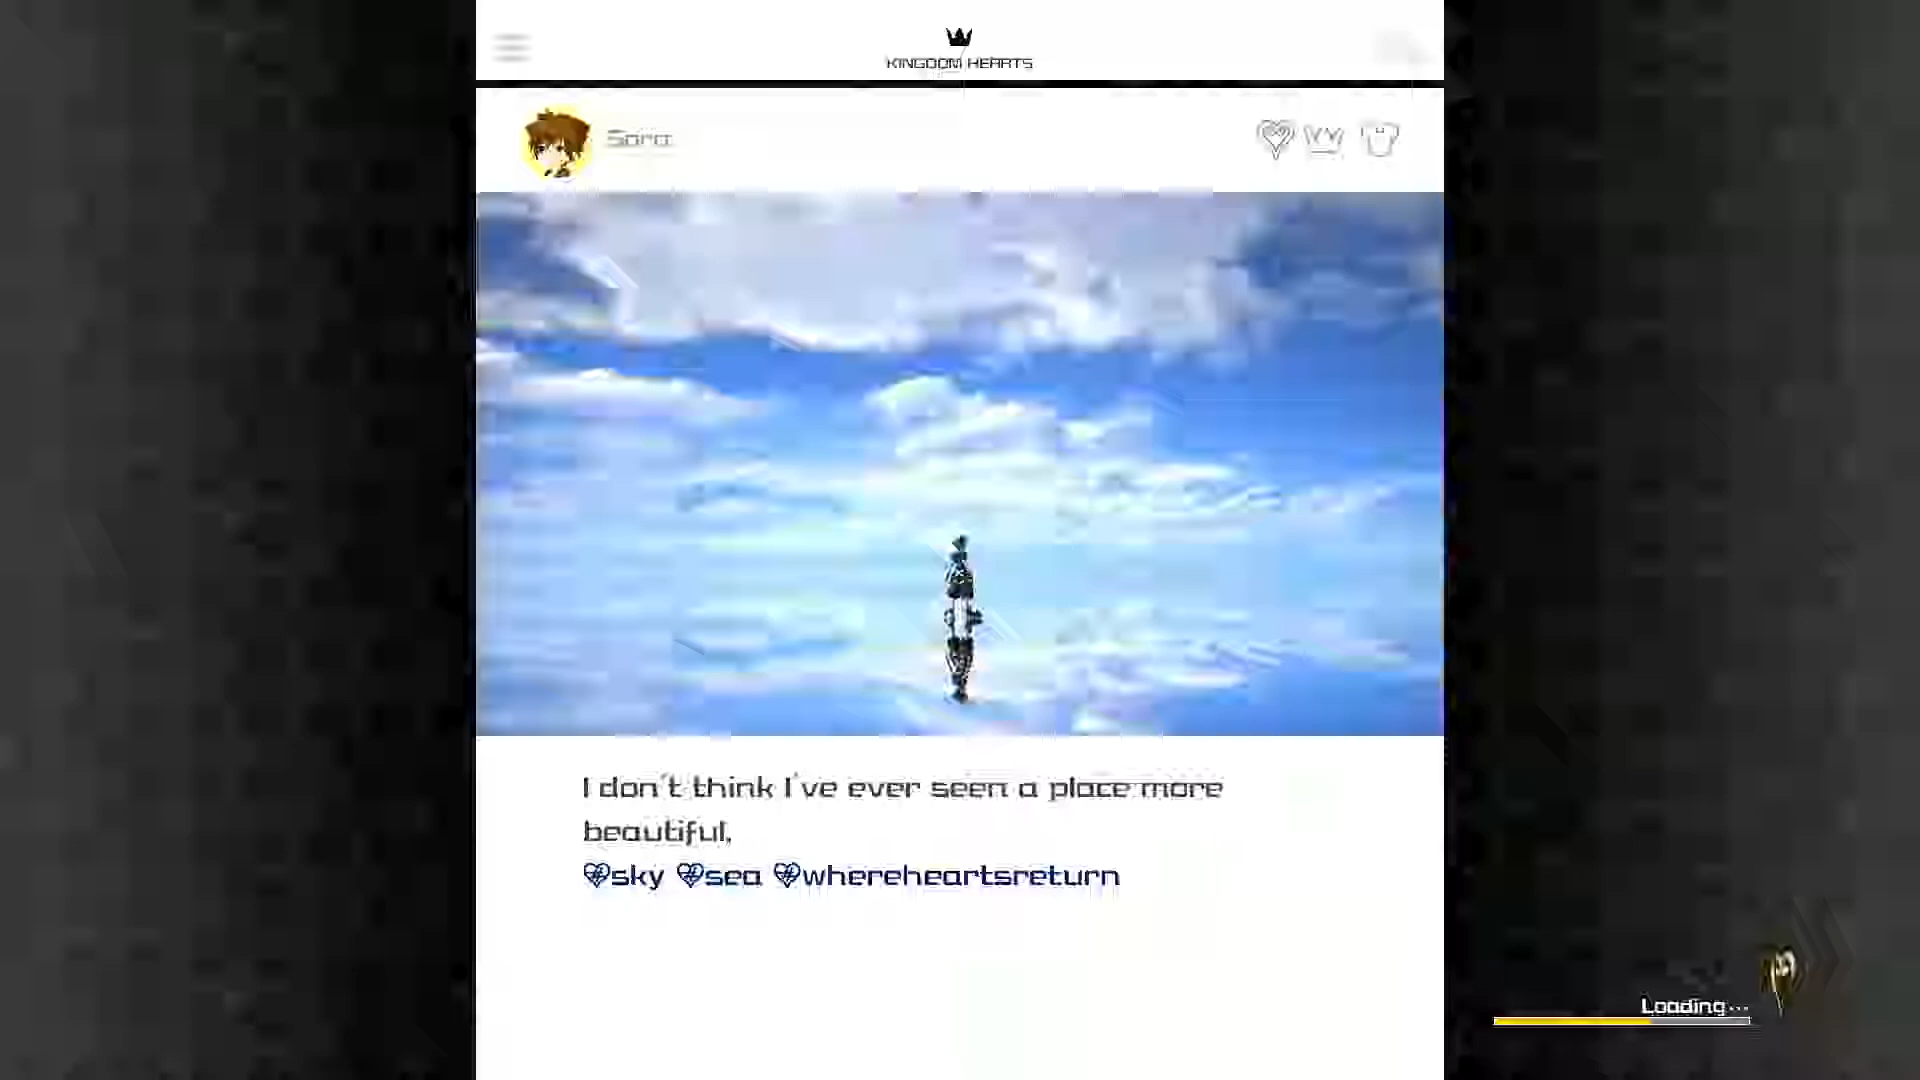 KINGDOM HEARTS
Sora
I don't think I've ever seen a place more
beautiful.
#sky #sea #whereheartsreturn
Loading...